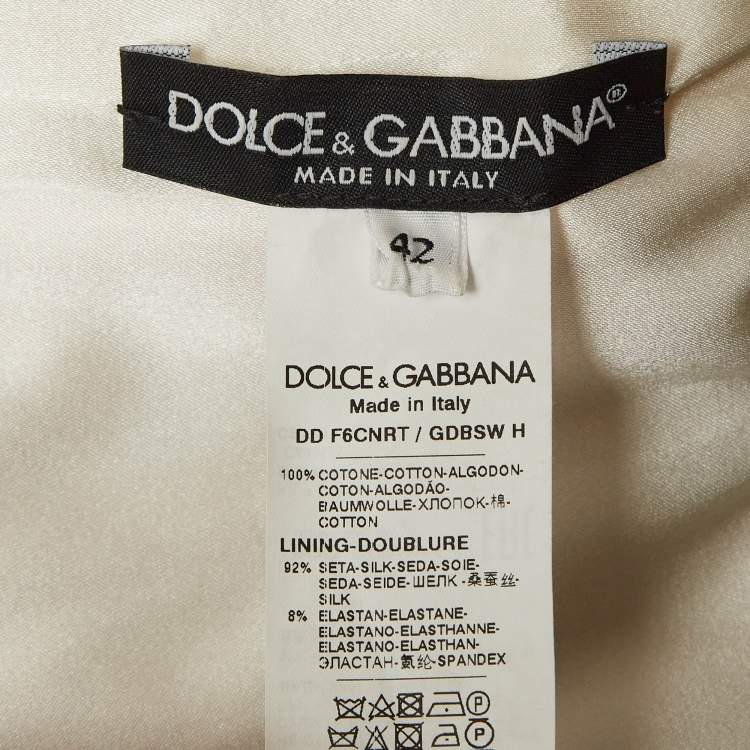 DOLCE & GABBANA®
MADE IN ITALY
42
DOLCE & GABBANA
Made in Italy
DD F6CNRT / GDBSW H
100% COTONE-COTTON-ALGODON-
COTON-ALGODÃO-
BAUMWOLLE-ХЛОПОК-棉-
COTTON
LINING-DOUBLURE
92% SETA-SILK-SEDA-SOIE-
SEDA-SEIDE-ШЕЛК -桑蚕丝-
SILK
8% ELASTAN-ELASTANE-
ELASTANO-ELASTHANNE-
ELASTANO-ELASTHAN-
ЭЛАСТАН-氨纶-SPANDEX
P